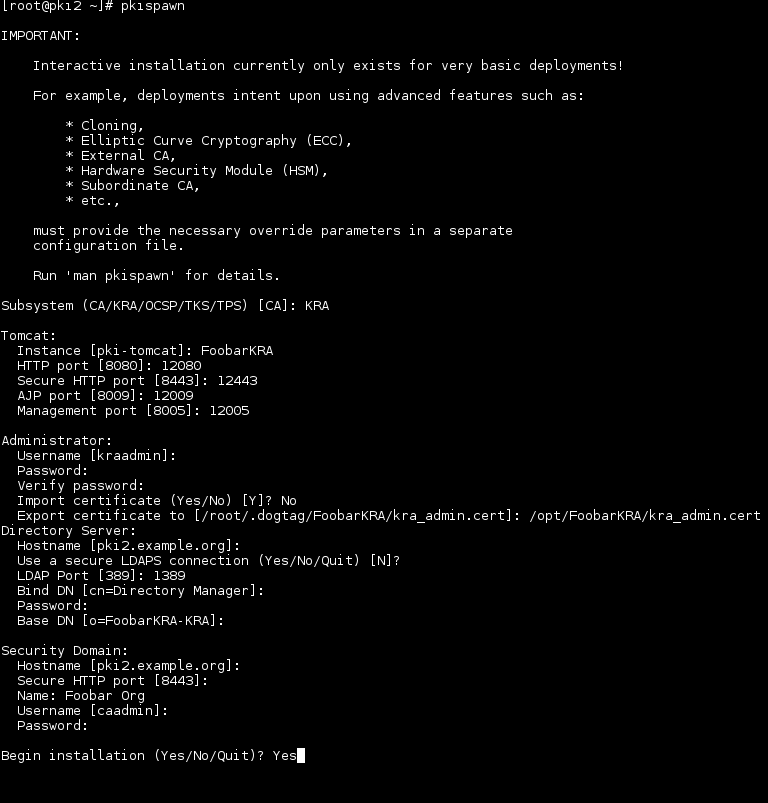 [root@pki2 ~]# pkispawn
IMPORTANT:
Interactive installation currently only exists for very basic deployments!
For example, deployments intent upon using advanced features such as:
* Cloning,
* Elliptic Curve Cryptography (ECC),
* External CA,
* Hardware Security Module (HSM),
* Subordinate CA,
* etc.,
must provide the necessary override parameters in a separate
configuration file.
Run 'man pkispawn' for details.
Subsystem (CA/KRA/OCSP/TKS/TPS) [CA]: KRA
Tomcat:
Instance [pki-tomcat]: FoobarKRA
HTTP port [8080]: 12080
Secure HTTP port [8443]: 12443
AJP port [8009]: 12009
Management port [8005]: 12005
Administrator:
Username [kraadmin]:
Password:
Verify password:
Import certificate (Yes/No) [Y]? No
Export certificate to [/root/.dogtag/FoobarKRA/kra_admin.cert]: /opt/FoobarKRA/kra_admin.cert
Directory Server:
Hostname [pki2.example.org]:
Use a secure LDAPS connection (Yes/No/Quit) [N]?
LDAP Port [389]: 1389
Bind DN [cn=Directory Manager]:
Password:
Base DN [o=FoobarKRA-KRA]:
Security Domain:
Hostname [pki2.example.org]:
Secure HTTP port [8443]:
Name: Foobar Org
Username [caadmin]:
Password:
Begin installation (Yes/No/Quit)? Yes